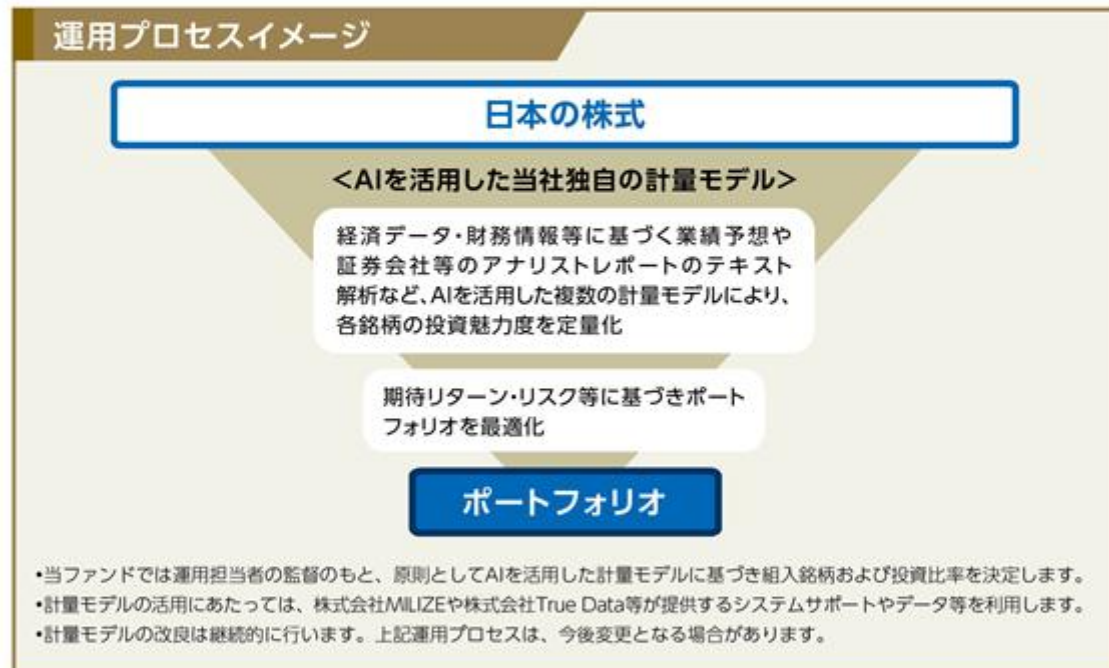 運用プロセスイメージ
日本の株式
<AIを活用した当社独自の計量モデル>
経済データ・財務情報等に基づく業績予想や
証券会社等のアナリストレポートのテキスト
解析など、AIを活用した複数の計量モデルにより、
各銘柄の投資魅力度を定量化
期待リターン・リスク等に基づきポート
フォリオを最適化
ポートフォリオ
•当ファンドでは運用担当者の監督のもと、原則としてAIを活用した計量モデルに基づき組入銘柄および投資比率を決定します。
•計量モデルの活用にあたっては、株式会社MILIZEや株式会社True Data等が提供するシステムサポートやデータ等を利用します。
•計量モデルの改良は継続的に行います。上記運用プロセスは、今後変更となる場合があります。